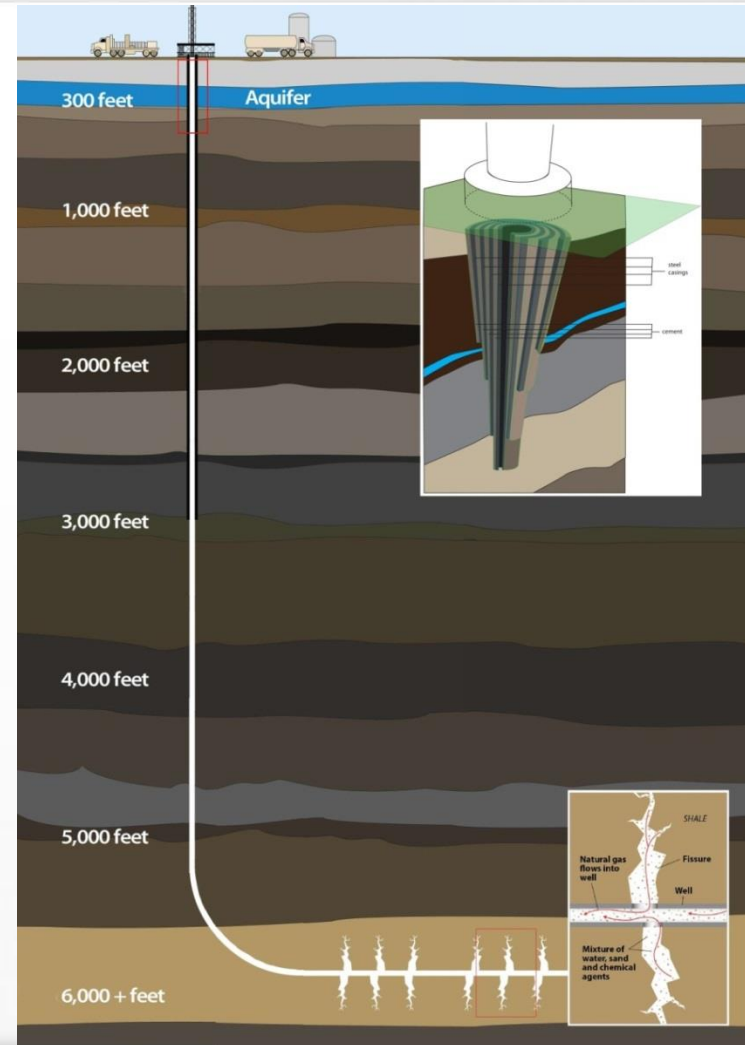 300 feet
Aquifer
1,000 feet
steel
casings
cement
2,000 feet
3,000 feet
4,000 feet
5,000 feet
SHALE
Natural gas
flows into
well
Fissure
Well
Mixture of
water, sand
and chemical
agents
6,000 + feet